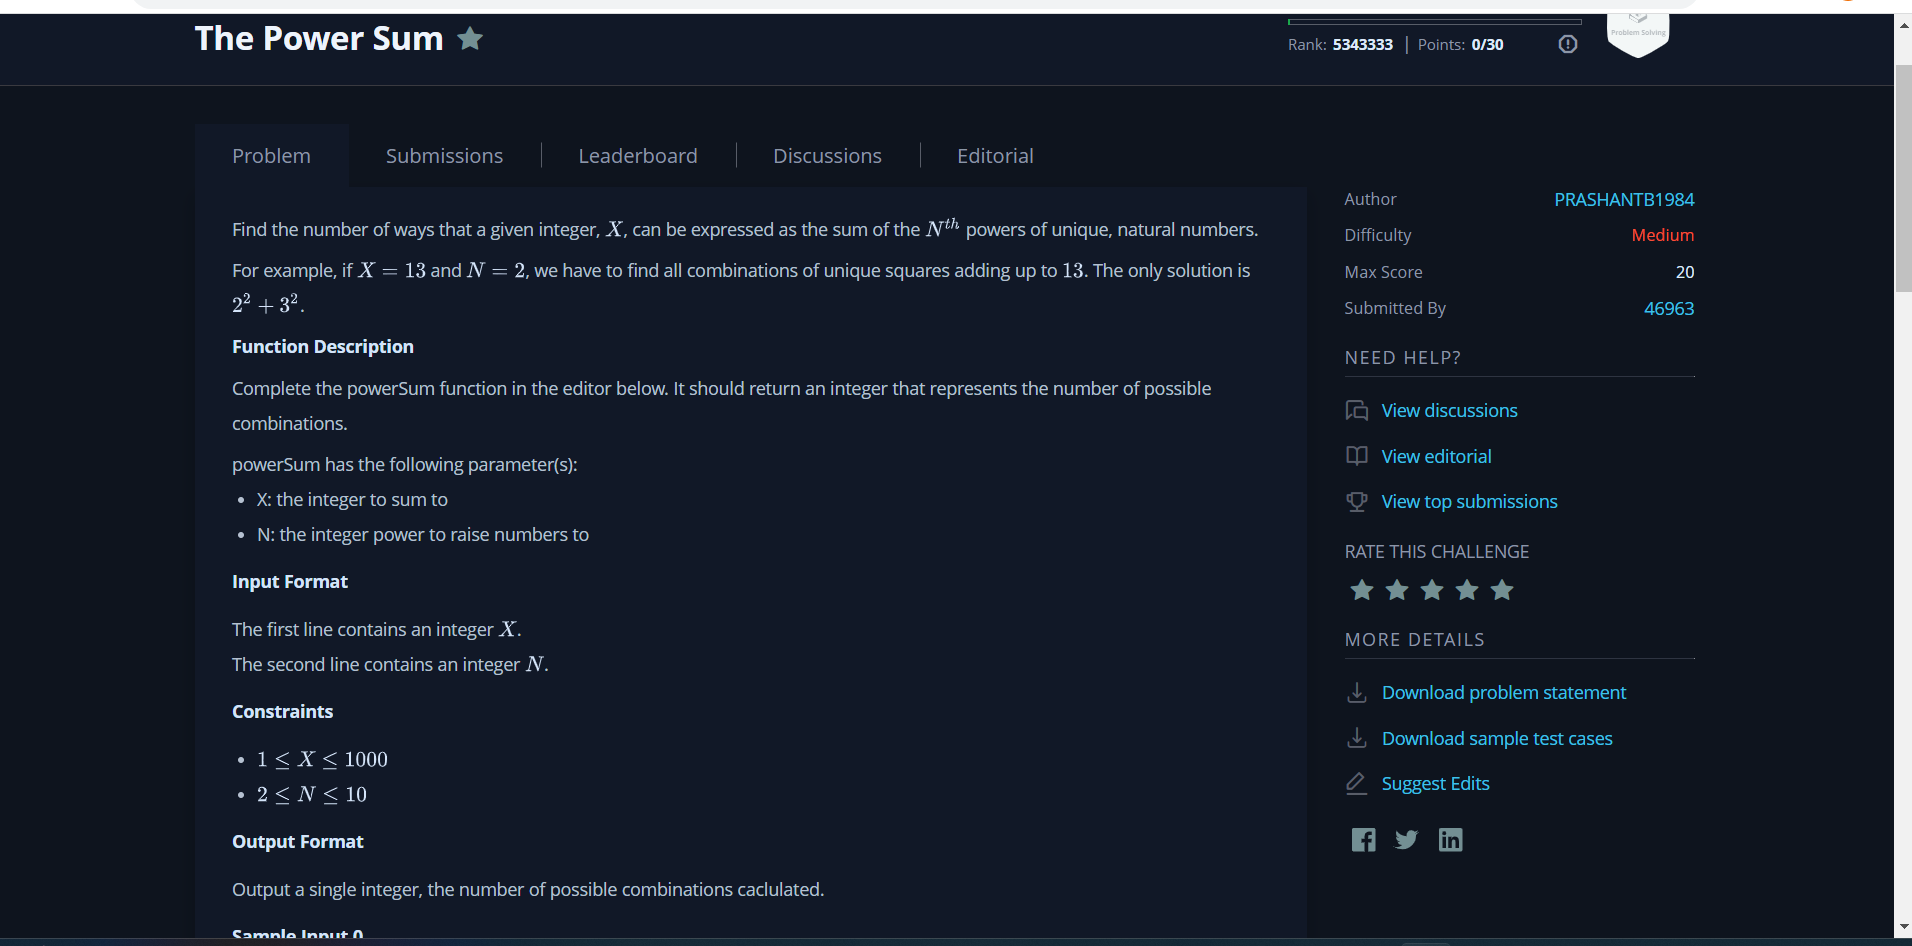 The Power Sum
Rank: 5343333 | Points: 0/30
Problem Solving
Problem
Submissions
Leaderboard
Discussions
Editorial
Find the number of ways that a given integer, X, can be expressed as the sum of the Nᵗʰ powers of unique, natural numbers.
For example, if X = 13 and N = 2, we have to find all combinations of unique squares adding up to 13. The only solution is
2² + 3².
Function Description
Complete the powerSum function in the editor below. It should return an integer that represents the number of possible
combinations.
powerSum has the following parameter(s):
• X: the integer to sum to
• N: the integer power to raise numbers to
Input Format
The first line contains an integer X.
The second line contains an integer N.
Constraints
• 1 ≤ X ≤ 1000
• 2 ≤ N ≤ 10
Output Format
Output a single integer, the number of possible combinations caclulated.
Sample Input 0
Author PRASHANTB1984
Difficulty Medium
Max Score 20
Submitted By 46963
NEED HELP?
View discussions
View editorial
View top submissions
RATE THIS CHALLENGE
MORE DETAILS
Download problem statement
Download sample test cases
Suggest Edits